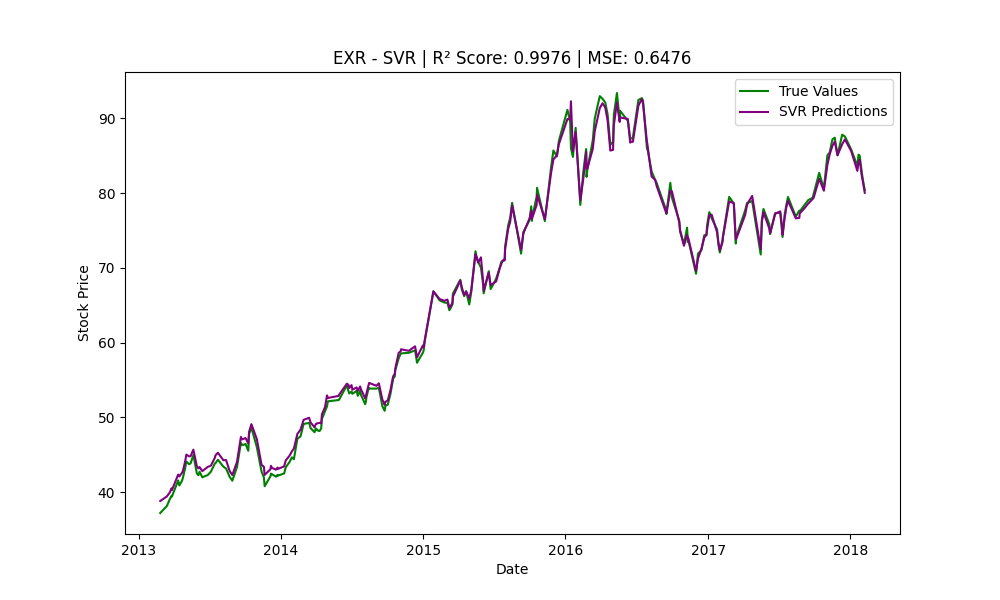 EXR - SVR | R² Score: 0.9976 | MSE: 0.6476
True Values
SVR Predictions
Stock Price
90
80
70
60
50
40
2013 2014 2015 2016 2017 2018
Date